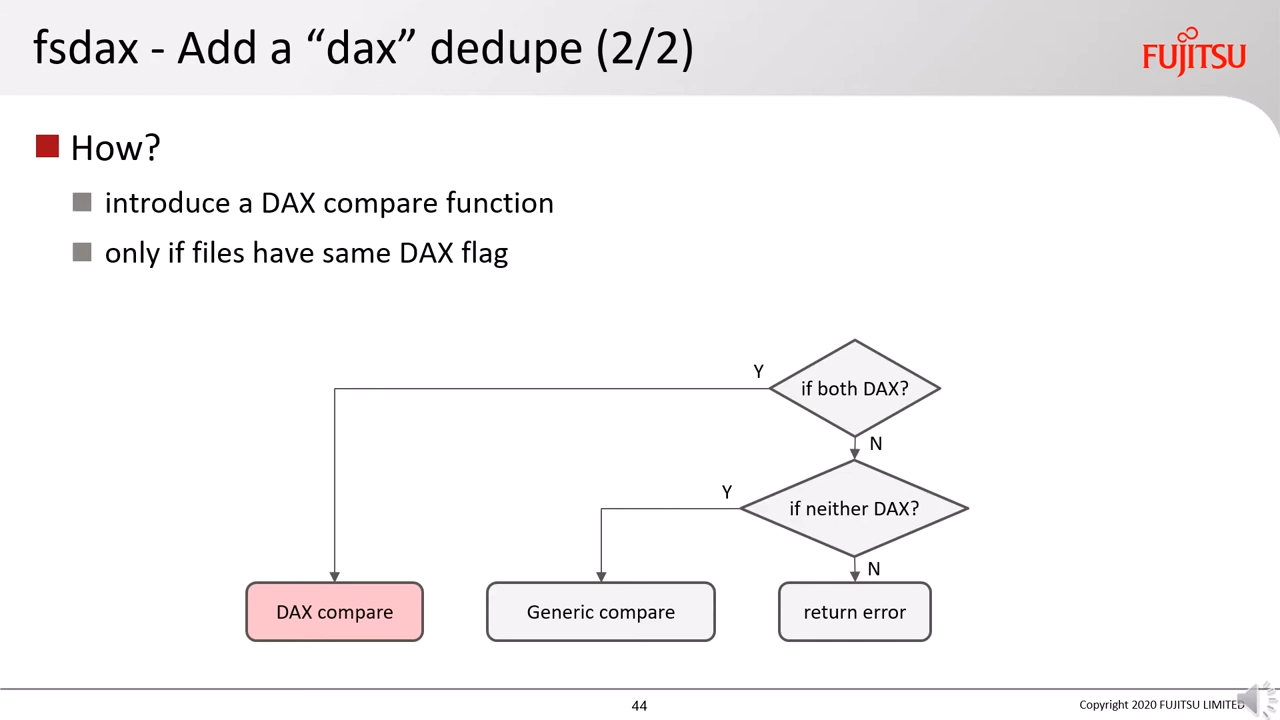 fsdax - Add a “dax” dedupe (2/2)
FUJITSU
How?
introduce a DAX compare function
only if files have same DAX flag
Y
if both DAX?
N
Y
if neither DAX?
N
DAX compare
Generic compare
return error
44
Copyright 2020 FUJITSU LIMITED